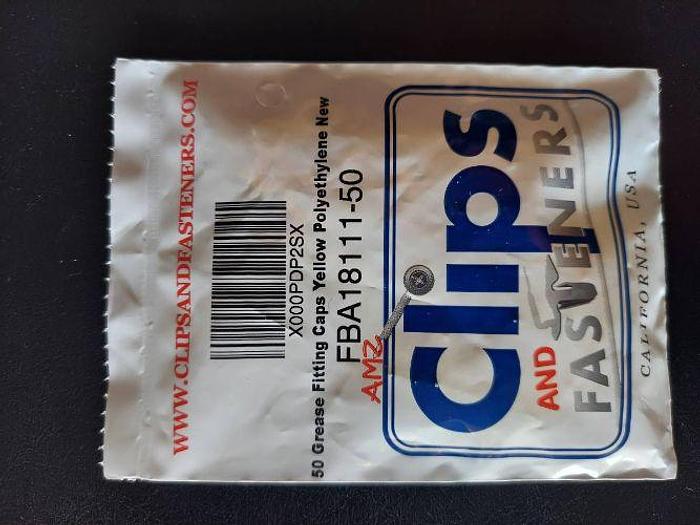 WWW.CLIPSANDFASTENERS.COM
X000PDP2SX
50 Grease Fitting Caps Yellow Polyethylene New
FBA18111-50
AMZ
Clips
AND
FASTENERS
CALIFORNIA, USA